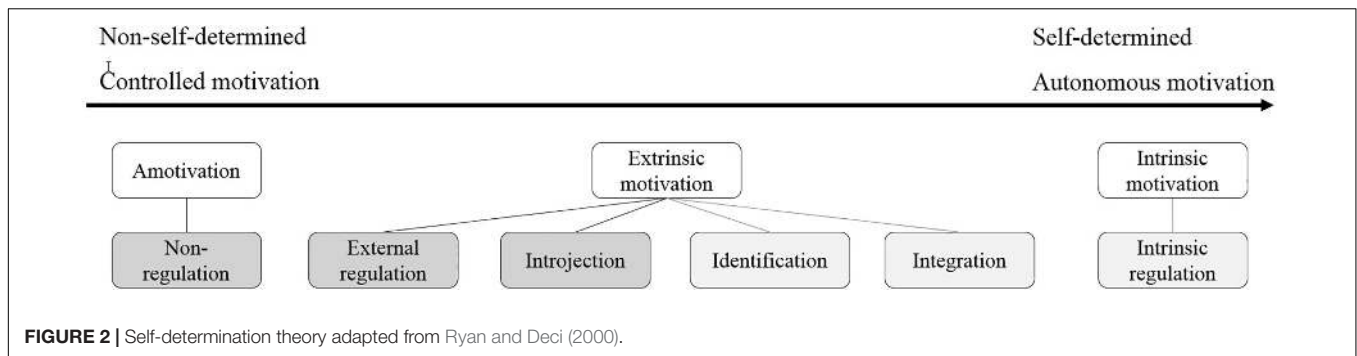 Non-self-determined
Self-determined
Controlled motivation
Autonomous motivation
Amotivation
Extrinsic
motivation
Intrinsic
motivation
Non-
regulation
External
regulation
Introjection
Identification
Integration
Intrinsic
regulation
FIGURE 2 | Self-determination theory adapted from Ryan and Deci (2000).